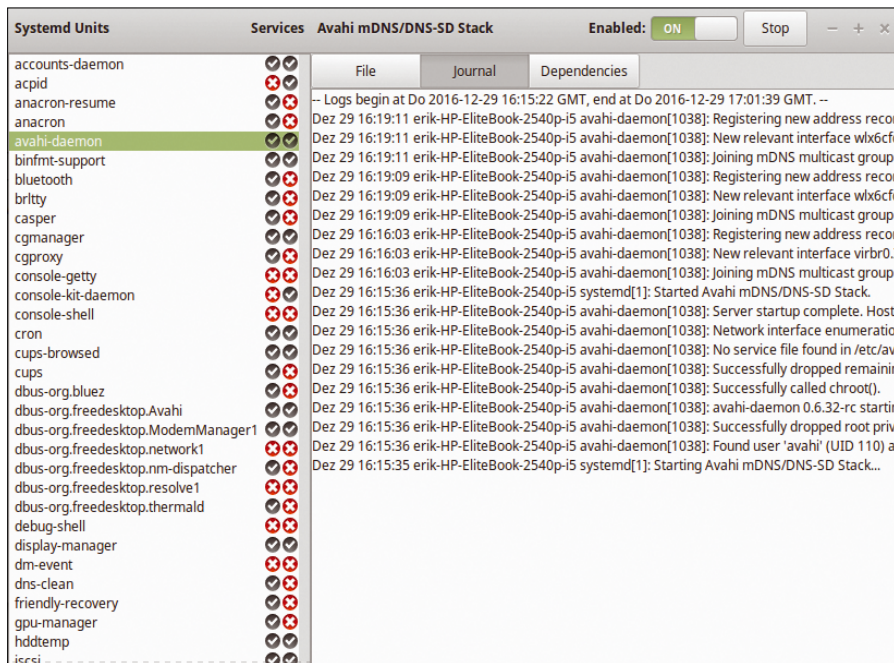 Systemd Units Services Avahi mDNS/DNS-SD Stack Enabled: ON Stop
File Journal Dependencies
accounts-daemon
acpid
anacron-resume
anacron
avahi-daemon
binfmt-support
bluetooth
brltty
casper
cgmanager
cgproxy
console-getty
console-kit-daemon
console-shell
cron
cups-browsed
cups
dbus-org.bluez
dbus-org.freedesktop.Avahi
dbus-org.freedesktop.ModemManager1
dbus-org.freedesktop.network1
dbus-org.freedesktop.nm-dispatcher
dbus-org.freedesktop.resolve1
dbus-org.freedesktop.thermald
debug-shell
display-manager
dm-event
dns-clean
friendly-recovery
gpu-manager
hddtemp
iscsi
-- Logs begin at Do 2016-12-29 16:15:22 GMT, end at Do 2016-12-29 17:01:39 GMT. --
Dez 29 16:19:11 erik-HP-EliteBook-2540p-i5 avahi-daemon[1038]: Registering new address recor
Dez 29 16:19:11 erik-HP-EliteBook-2540p-i5 avahi-daemon[1038]: New relevant interface wlx6cf
Dez 29 16:19:11 erik-HP-EliteBook-2540p-i5 avahi-daemon[1038]: Joining mDNS multicast group
Dez 29 16:19:09 erik-HP-EliteBook-2540p-i5 avahi-daemon[1038]: Registering new address recor
Dez 29 16:19:09 erik-HP-EliteBook-2540p-i5 avahi-daemon[1038]: New relevant interface wlx6cf
Dez 29 16:19:09 erik-HP-EliteBook-2540p-i5 avahi-daemon[1038]: Joining mDNS multicast group
Dez 29 16:16:03 erik-HP-EliteBook-2540p-i5 avahi-daemon[1038]: Registering new address recor
Dez 29 16:16:03 erik-HP-EliteBook-2540p-i5 avahi-daemon[1038]: New relevant interface virbr0.
Dez 29 16:16:03 erik-HP-EliteBook-2540p-i5 avahi-daemon[1038]: Joining mDNS multicast group
Dez 29 16:15:36 erik-HP-EliteBook-2540p-i5 systemd[1]: Started Avahi mDNS/DNS-SD Stack.
Dez 29 16:15:36 erik-HP-EliteBook-2540p-i5 avahi-daemon[1038]: Server startup complete. Host
Dez 29 16:15:36 erik-HP-EliteBook-2540p-i5 avahi-daemon[1038]: Network interface enumeratio
Dez 29 16:15:36 erik-HP-EliteBook-2540p-i5 avahi-daemon[1038]: No service file found in /etc/av
Dez 29 16:15:36 erik-HP-EliteBook-2540p-i5 avahi-daemon[1038]: Successfully dropped remainin
Dez 29 16:15:36 erik-HP-EliteBook-2540p-i5 avahi-daemon[1038]: Successfully called chroot().
Dez 29 16:15:36 erik-HP-EliteBook-2540p-i5 avahi-daemon[1038]: avahi-daemon 0.6.32-rc startin
Dez 29 16:15:36 erik-HP-EliteBook-2540p-i5 avahi-daemon[1038]: Successfully dropped root priv
Dez 29 16:15:36 erik-HP-EliteBook-2540p-i5 avahi-daemon[1038]: Found user 'avahi' (UID 110) a
Dez 29 16:15:35 erik-HP-EliteBook-2540p-i5 systemd[1]: Starting Avahi mDNS/DNS-SD Stack...